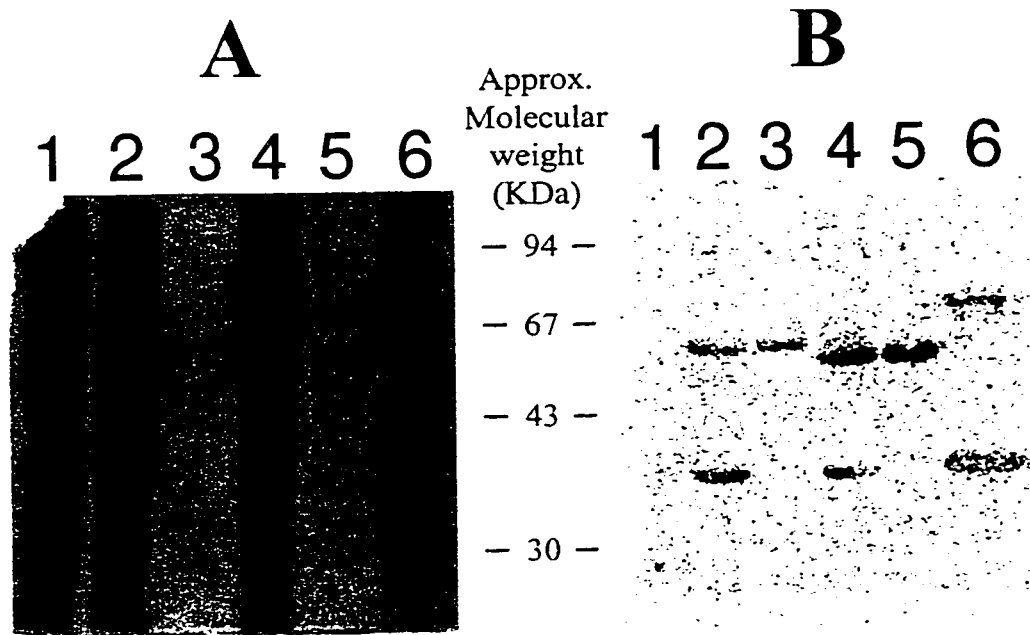 A
B
Approx.
Molecular
weight
(KDa)
1 2 3 4 5 6
1 2 3 4 5 6
— 94 —
— 67 —
— 43 —
— 30 —